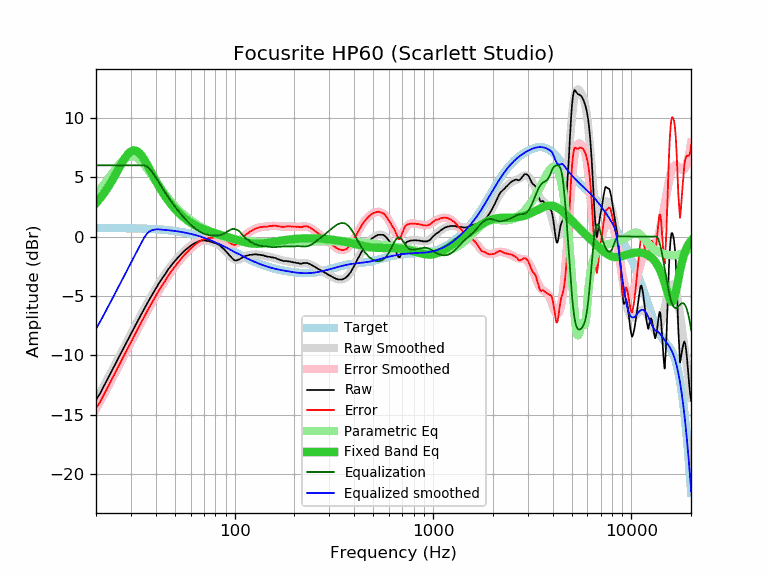 Focusrite HP60 (Scarlett Studio)
Amplitude (dBr)
10
5
0
−5
−10
−15
−20
Target
Raw Smoothed
Error Smoothed
Raw
Error
Parametric Eq
Fixed Band Eq
Equalization
Equalized smoothed
100
1000
10000
Frequency (Hz)